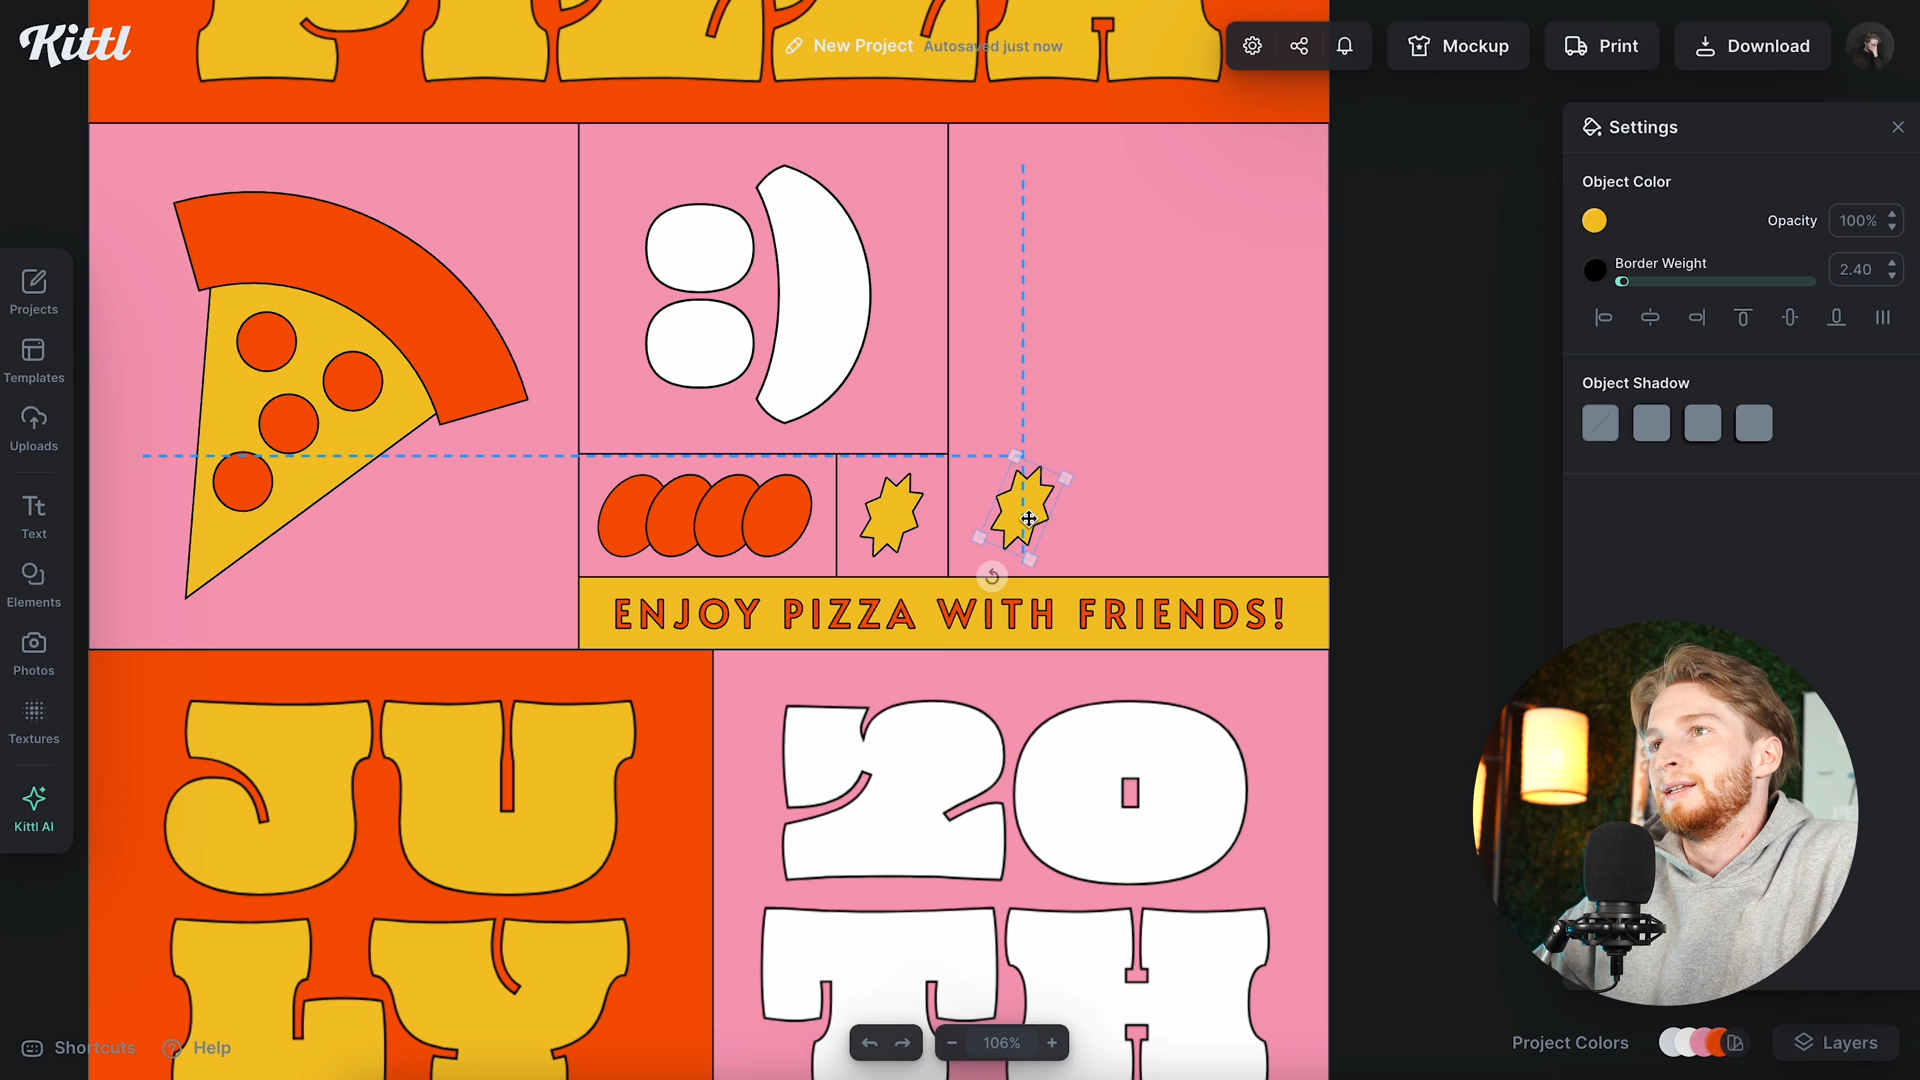 Kittl
New Project Autosaved just now
Mockup
Print
Download
Settings
Object Color
Opacity 100%
Border Weight
2.40
Object Shadow
Projects
Templates
Uploads
Tt
Text
Elements
Photos
Textures
Kittl AI
ENJOY PIZZA WITH FRIENDS!
JU
LY
20
TH
Shortcuts
Help
106%
Project Colors
Layers